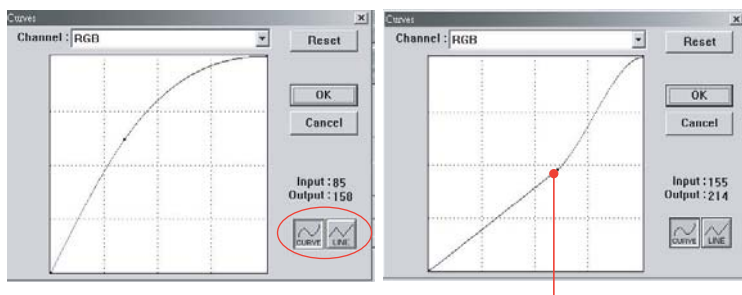 Curves
Channel : RGB
Reset
OK
Cancel
Input : 85
Output : 158
CURVE LINE
Curves
Channel : RGB
Reset
OK
Cancel
Input : 155
Output : 214
CURVE LINE